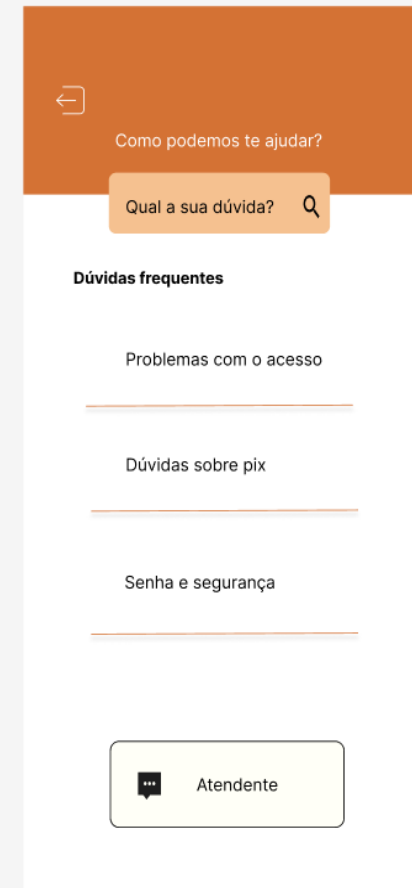 Como podemos te ajudar?
Qual a sua dúvida?
Dúvidas frequentes
Problemas com o acesso
Dúvidas sobre pix
Senha e segurança
Atendente